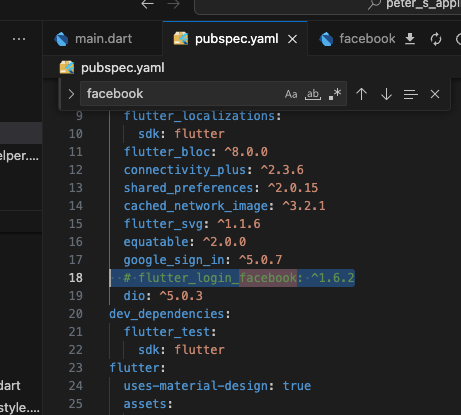 peter_s_appl
main.dart
pubspec.yaml
facebook
pubspec.yaml
facebook
Aa ab .*
9 flutter_localizations:
10 sdk: flutter
11 flutter_bloc: ^8.0.0
12 connectivity_plus: ^2.3.6
13 shared_preferences: ^2.0.15
14 cached_network_image: ^3.2.1
15 flutter_svg: ^1.1.6
16 equatable: ^2.0.0
17 google_sign_in: ^5.0.7
18 # flutter_login_facebook: ^1.6.2
19 dio: ^5.0.3
20 dev_dependencies:
21 flutter_test:
22 sdk: flutter
23 flutter:
24 uses-material-design: true
25 assets:
elper....
dart
style....